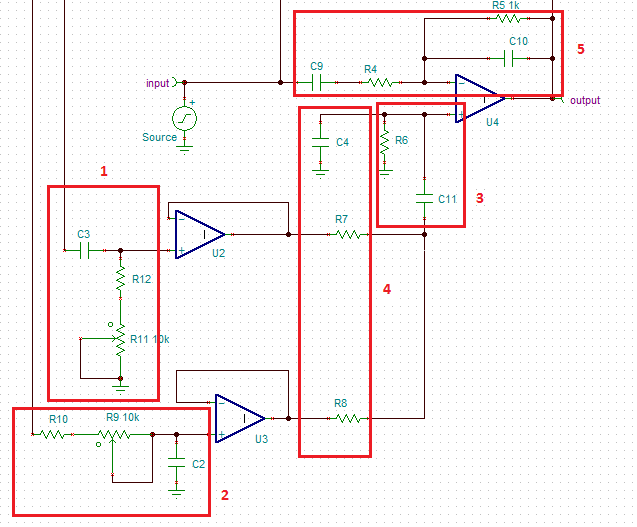 R5 1k
5
C10
C9
R4
input
output
U4
Source
C4
R6
1
C11
3
C3
R7
U2
R12
4
R11 10k
R8
R10
R9 10k
U3
C2
2